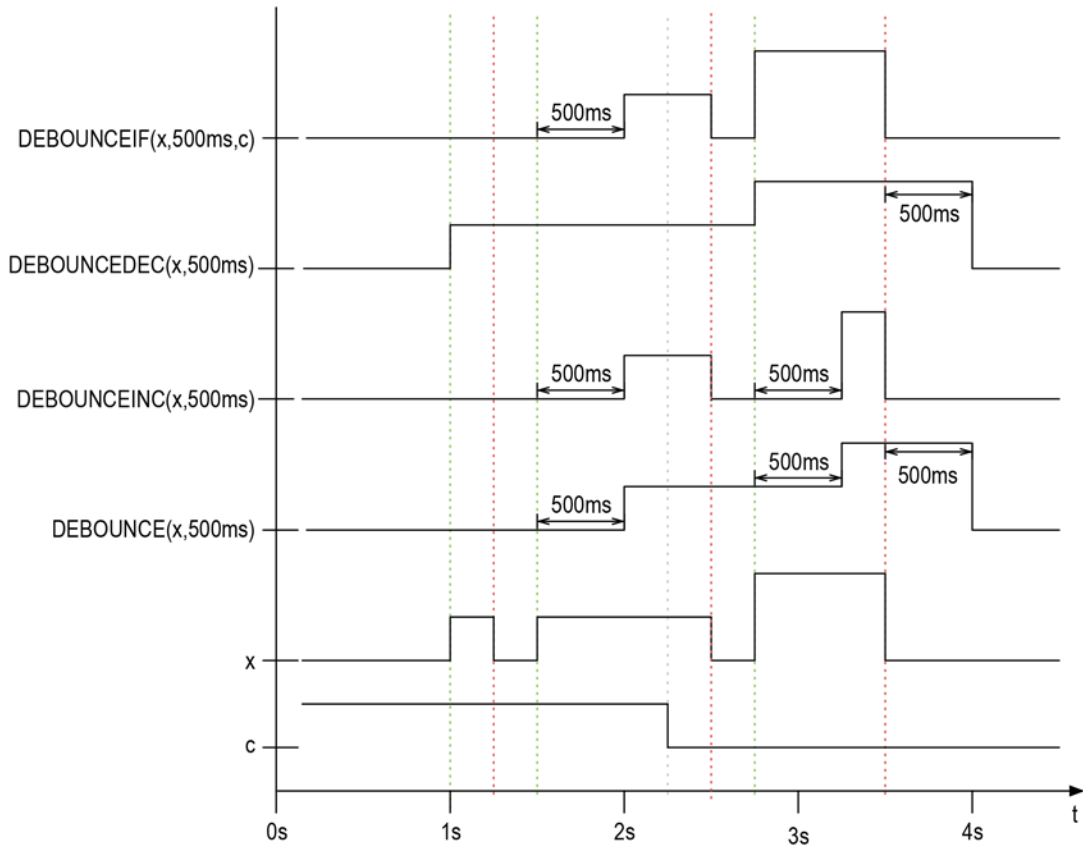 DEBOUNCEIF(x,500ms,c)
500ms
DEBOUNCEDEC(x,500ms)
500ms
DEBOUNCEINC(x,500ms)
500ms
500ms
DEBOUNCE(x,500ms)
500ms
500ms
500ms
x
c
0s
1s
2s
3s
4s
t